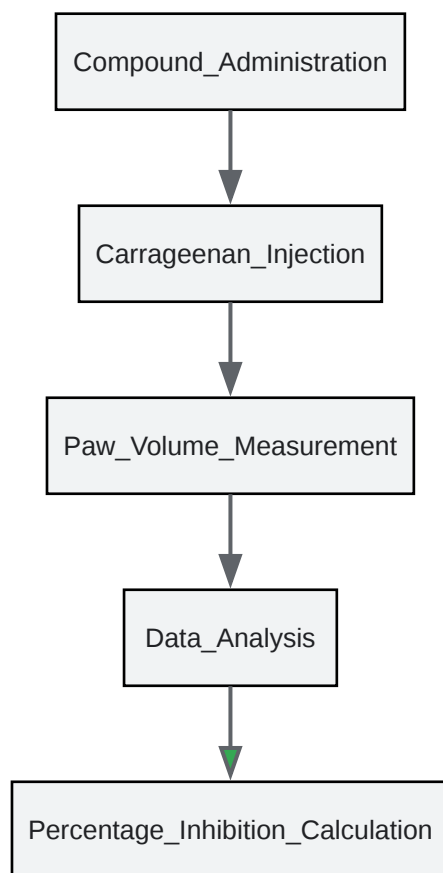 Compound_Administration
Carrageenan_Injection
Paw_Volume_Measurement
Data_Analysis
Percentage_Inhibition_Calculation